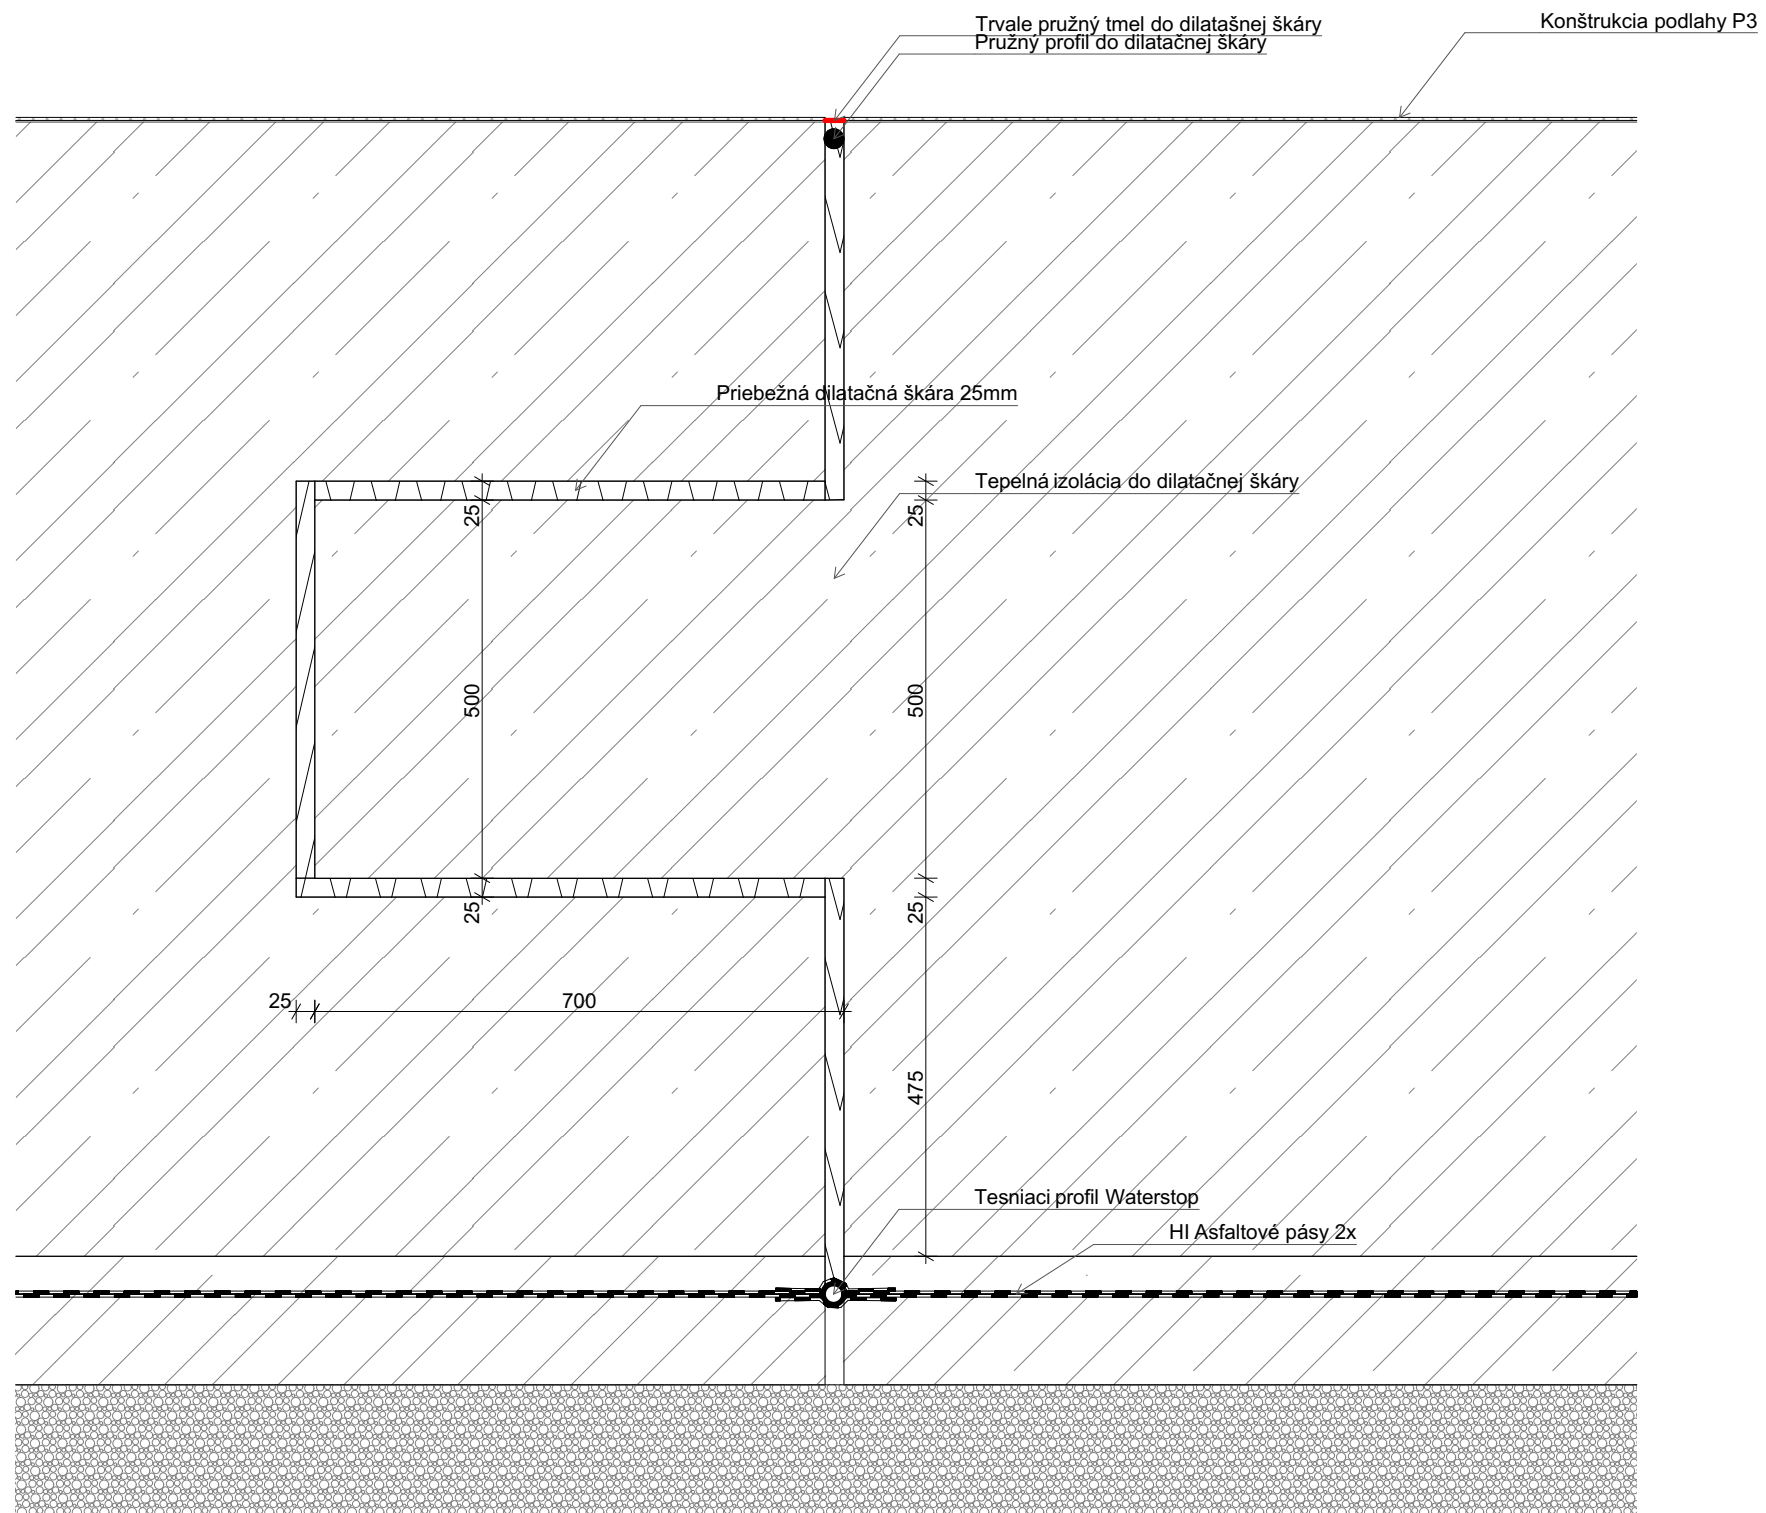 Trvale pružný tmel do dilatašnej škáry
Konštrukcia podlahy P3
Pružný profil do dilatačnej škáry
Priebežná dilatačná škára 25mm
Tepelná izolácia do dilatačnej škáry
25
25
500
500
25
25
25
700
475
Tesniaci profil Waterstop
HI Asfaltové pásy 2x